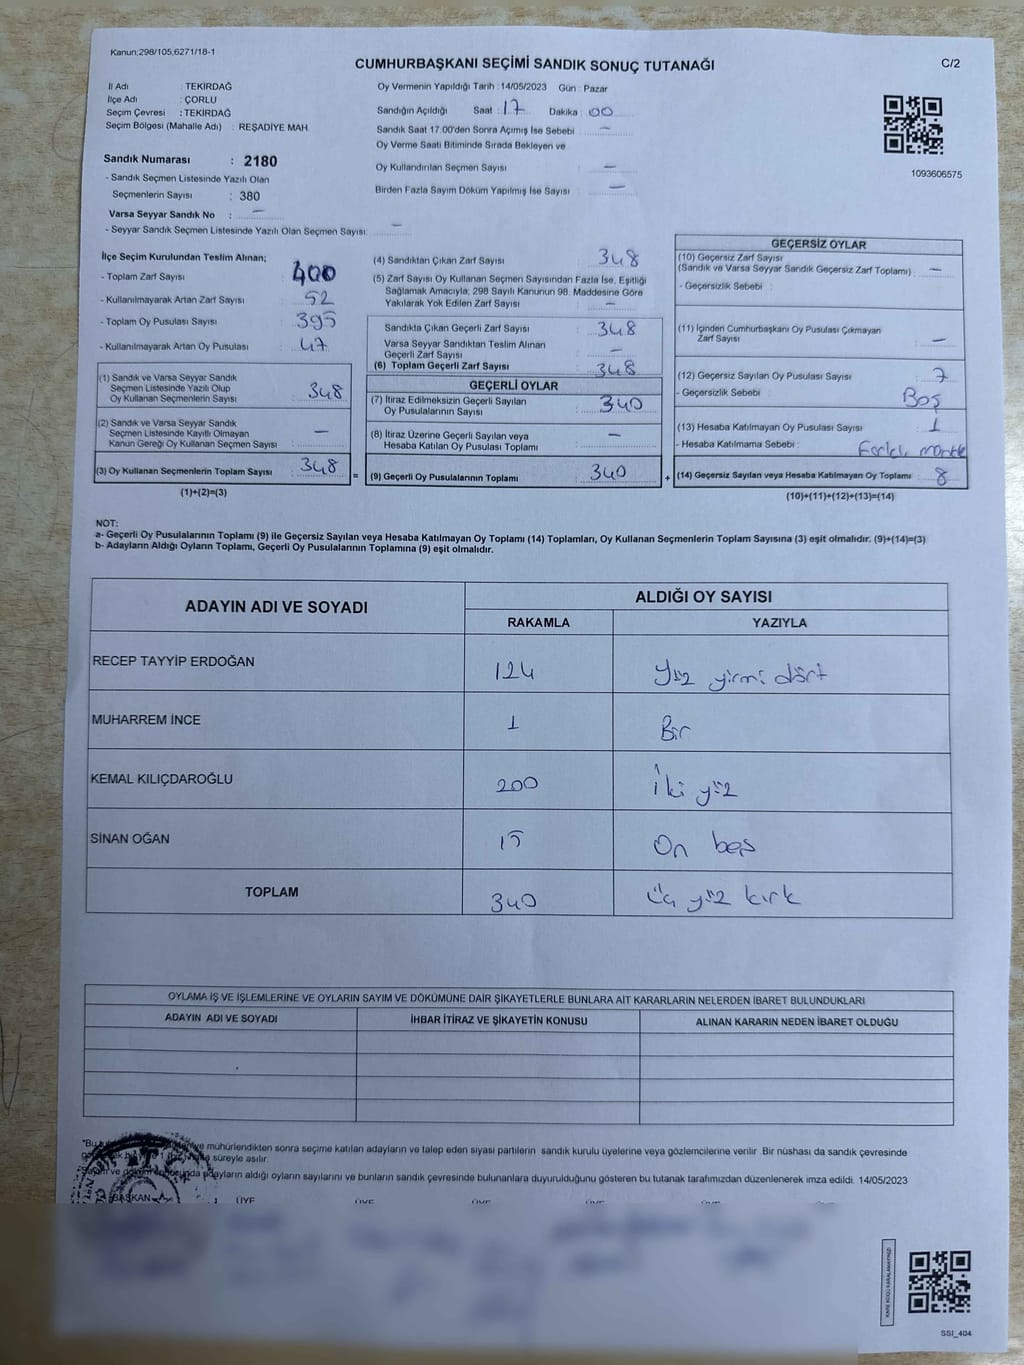 Kanun;298/105,6271/18-1
CUMHURBAŞKANI SEÇİMİ SANDIK SONUÇ TUTANAĞI
C/2
İl Adı : TEKİRDAĞ
İlçe Adı : ÇORLU
Seçim Çevresi : TEKİRDAĞ
Seçim Bölgesi (Mahalle Adı) : REŞADİYE MAH.
Sandık Numarası : 2180
- Sandık Seçmen Listesinde Yazılı Olan
Seçmenlerin Sayısı : 380
Varsa Seyyar Sandık No : —
- Seyyar Sandık Seçmen Listesinde Yazılı Olan Seçmen Sayısı: —
Oy Vermenin Yapıldığı Tarih : 14/05/2023 Gün : Pazar
Sandığın Açıldığı Saat : 17 Dakika : 00
Sandık Saat 17.00'den Sonra Açımış İse Sebebi : —
Oy Verme Saati Bitiminde Sırada Bekleyen ve
Oy Kullandırılan Seçmen Sayısı : —
Birden Fazla Sayım Döküm Yapılmış İse Sayısı : —
1093606575
İlçe Seçim Kurulundan Teslim Alınan;
- Toplam Zarf Sayısı : 400
- Kullanılmayarak Artan Zarf Sayısı : 52
- Toplam Oy Pusulası Sayısı : 395
- Kullanılmayarak Artan Oy Pusulası : 47
(1) Sandık ve Varsa Seyyar Sandık
Seçmen Listesinde Yazılı Olup
Oy Kullanan Seçmenlerin Sayısı : 348
(2) Sandık ve Varsa Seyyar Sandık
Seçmen Listesinde Kayıtlı Olmayan
Kanun Gereği Oy Kullanan Seçmen Sayısı : —
(3) Oy Kullanan Seçmenlerin Toplam Sayısı : 348
(1)+(2)=(3)
(4) Sandıktan Çıkan Zarf Sayısı : 348
(5) Zarf Sayısı Oy Kullanan Seçmen Sayısından Fazla İse, Eşitliği
Sağlamak Amacıyla, 298 Sayılı Kanunun 98. Maddesine Göre
Yakılarak Yok Edilen Zarf Sayısı : —
Sandıkta Çıkan Geçerli Zarf Sayısı : 348
Varsa Seyyar Sandıktan Teslim Alınan
Geçerli Zarf Sayısı : —
(6) Toplam Geçerli Zarf Sayısı : 348
GEÇERLİ OYLAR
(7) İtiraz Edilmeksizin Geçerli Sayılan
Oy Pusulalarının Sayısı : 340
(8) İtiraz Üzerine Geçerli Sayılan veya
Hesaba Katılan Oy Pusulası Toplamı : —
= (9) Geçerli Oy Pusulalarının Toplamı : 340
GEÇERSİZ OYLAR
(10) Geçersiz Zarf Sayısı
(Sandık ve Varsa Seyyar Sandık Geçersiz Zarf Toplamı) : —
- Geçersizlik Sebebi :
(11) İçinden Cumhurbaşkanı Oy Pusulası Çıkmayan
Zarf Sayısı : —
(12) Geçersiz Sayılan Oy Pusulası Sayısı : 7
- Geçersizlik Sebebi : Boş
(13) Hesaba Katılmayan Oy Pusulası Sayısı : 1
- Hesaba Katılmama Sebebi :
+ (14) Geçersiz Sayılan veya Hesaba Katılmayan Oy Toplamı : 8
(10)+(11)+(12)+(13)=(14)
NOT:
a- Geçerli Oy Pusulalarının Toplamı (9) ile Geçersiz Sayılan veya Hesaba Katılmayan Oy Toplamı (14) Toplamları, Oy Kullanan Seçmenlerin Toplam Sayısına (3) eşit olmalıdır. (9)+(14)=(3)
b- Adayların Aldığı Oyların Toplamı, Geçerli Oy Pusulalarının Toplamına (9) eşit olmalıdır.
ADAYIN ADI VE SOYADI
ALDIĞI OY SAYISI
RAKAMLA YAZIYLA
RECEP TAYYİP ERDOĞAN 124 Yüz yirmi dört
MUHARREM İNCE 1 Bir
KEMAL KILIÇDAROĞLU 200 İki yüz
SİNAN OĞAN 15 On beş
TOPLAM 340 Üç yüz kırk
OYLAMA İŞ VE İŞLEMLERİNE VE OYLARIN SAYIM VE DÖKÜMÜNE DAİR ŞİKAYETLERLE BUNLARA AİT KARARLARIN NELERDEN İBARET BULUNDUKLARI
ADAYIN ADI VE SOYADI İHBAR İTİRAZ VE ŞİKAYETİN KONUSU ALINAN KARARIN NEDEN İBARET OLDUĞU
mühürlendikten sonra seçime katılan adayların ve talep eden siyasi partilerin sandık kurulu üyelerine veya gözlemcilerine verilir. Bir nüshası da sandık çevresinde
süreyle asılır.
adayların aldığı oyların sayılarını ve bunların sandık çevresinde bulunanlara duyurulduğunu gösteren bu tutanak tarafımızdan düzenlenerek imza edildi. 14/05/2023
BAŞKAN ÜYE ÜYE ÜYE ÜYE ÜYE
SSI_404